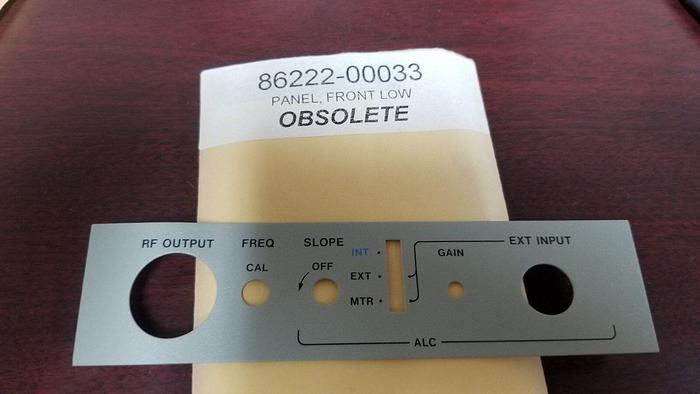 86222-00033
PANEL, FRONT LOW
OBSOLETE
RF OUTPUT FREQ SLOPE EXT INPUT
INT
GAIN
CAL OFF
EXT
MTR
ALC